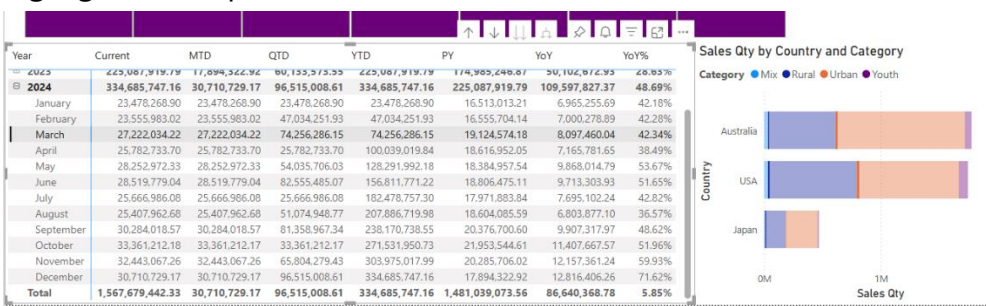 Year Current MTD QTD YTD PY YoY YoY%
2023 225,087,919.79 17,894,322.92 60,133,573.55 225,087,919.79 174,985,246.87 50,102,672.93 28.63%
2024 334,685,747.16 30,710,729.17 96,515,008.61 334,685,747.16 225,087,919.79 109,597,827.37 48.69%
January 23,478,268.90 23,478,268.90 23,478,268.90 23,478,268.90 16,513,013.21 6,965,255.69 42.18%
February 23,555,983.02 23,555,983.02 47,034,251.93 47,034,251.93 16,555,704.14 7,000,278.89 42.28%
March 27,222,034.22 27,222,034.22 74,256,286.15 74,256,286.15 19,124,574.18 8,097,460.04 42.34%
April 25,782,733.70 25,782,733.70 25,782,733.70 100,039,019.84 18,616,952.05 7,165,781.65 38.49%
May 28,252,972.33 28,252,972.33 54,035,706.03 128,291,992.18 18,384,957.54 9,868,014.79 53.67%
June 28,519,779.04 28,519,779.04 82,555,485.07 156,811,771.22 18,806,475.11 9,713,303.93 51.65%
July 25,666,986.08 25,666,986.08 25,666,986.08 182,478,757.30 17,971,883.84 7,695,102.24 42.82%
August 25,407,962.68 25,407,962.68 51,074,948.77 207,886,719.98 18,604,085.59 6,803,877.10 36.57%
September 30,284,018.57 30,284,018.57 81,358,967.34 238,170,738.55 20,376,700.60 9,907,317.97 48.62%
October 33,361,212.18 33,361,212.17 33,361,212.17 271,531,950.73 21,953,544.61 11,407,667.57 51.96%
November 32,443,067.26 32,443,067.26 65,804,279.43 303,975,017.99 20,285,706.02 12,157,361.24 59.93%
December 30,710,729.17 30,710,729.17 96,515,008.61 334,685,747.16 17,894,322.92 12,816,406.26 71.62%
Total 1,567,679,442.33 30,710,729.17 96,515,008.61 334,685,747.16 1,481,039,073.56 86,640,368.78 5.85%
Sales Qty by Country and Category
Category Mix Rural Urban Youth
Country
Australia
USA
Japan
0M 1M
Sales Qty